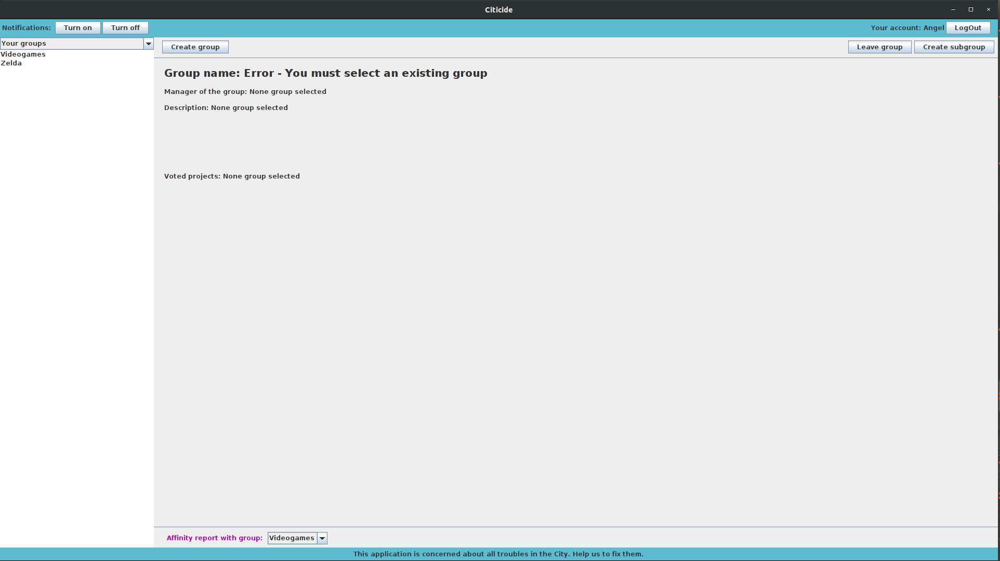 Citicide
Notifications: Turn on Turn off Your account: Angel LogOut
Your groups
Videogames
Zelda
Create group Leave group Create subgroup
Group name: Error - You must select an existing group
Manager of the group: None group selected
Description: None group selected
Voted projects: None group selected
Affinity report with group: Videogames
This application is concerned about all troubles in the City. Help us to fix them.